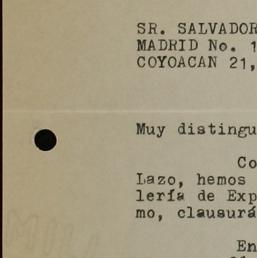 SR. SALVADOR
MADRID No. 1
COYOACAN 21,
Muy distingu
Co
Lazo, hemos
lería de Exp
mo, clausurá
En